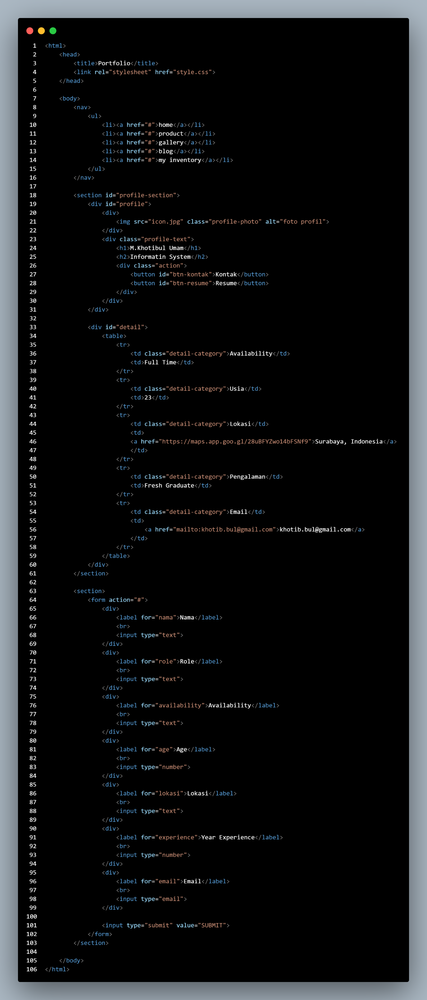 1 <html>
2     <head>
3         <title>Portfolio</title>
4         <link rel="stylesheet" href="style.css">
5     </head>
6
7     <body>
8         <nav>
9             <ul>
10                 <li><a href="#">home</a></li>
11                 <li><a href="#">product</a></li>
12                 <li><a href="#">gallery</a></li>
13                 <li><a href="#">blog</a></li>
14                 <li><a href="#">my inventory</a></li>
15             </ul>
16         </nav>
17
18         <section id="profile-section">
19             <div id="profile">
20                 <div>
21                     <img src="icon.jpg" class="profile-photo" alt="foto profil">
22                 </div>
23                 <div class="profile-text">
24                     <h1>M.Khotibul Umam</h1>
25                     <h2>Informatin System</h2>
26                     <div class="action">
27                         <button id="btn-kontak">Kontak</button>
28                         <button id="btn-resume">Resume</button>
29                     </div>
30                 </div>
31             </div>
32
33             <div id="detail">
34                 <table>
35                     <tr>
36                         <td class="detail-category">Availability</td>
37                         <td>Full Time</td>
38                     </tr>
39                     <tr>
40                         <td class="detail-category">Usia</td>
41                         <td>23</td>
42                     </tr>
43                     <tr>
44                         <td class="detail-category">Lokasi</td>
45                         <td>
46                         <a href="https://maps.app.goo.gl/28uBFYZwo14bFSNf9">Surabaya, Indonesia</a>
47                         </td>
48                     </tr>
49                     <tr>
50                         <td class="detail-category">Pengalaman</td>
51                         <td>Fresh Graduate</td>
52                     </tr>
53                     <tr>
54                         <td class="detail-category">Email</td>
55                         <td>
56                             <a href="mailto:khotib.bul@gmail.com">khotib.bul@gmail.com</a>
57                         </td>
58                     </tr>
59                 </table>
60             </div>
61         </section>
62
63         <section>
64             <form action="#">
65                 <div>
66                     <label for="nama">Nama</label>
67                     <br>
68                     <input type="text">
69                 </div>
70                 <div>
71                     <label for="role">Role</label>
72                     <br>
73                     <input type="text">
74                 </div>
75                 <div>
76                     <label for="availability">Availability</label>
77                     <br>
78                     <input type="text">
79                 </div>
80                 <div>
81                     <label for="age">Age</label>
82                     <br>
83                     <input type="number">
84                 </div>
85                 <div>
86                     <label for="lokasi">Lokasi</label>
87                     <br>
88                     <input type="text">
89                 </div>
90                 <div>
91                     <label for="experience">Year Experience</label>
92                     <br>
93                     <input type="number">
94                 </div>
95                 <div>
96                     <label for="email">Email</label>
97                     <br>
98                     <input type="email">
99                 </div>
100
101                 <input type="submit" value="SUBMIT">
102             </form>
103         </section>
104
105     </body>
106 </html>